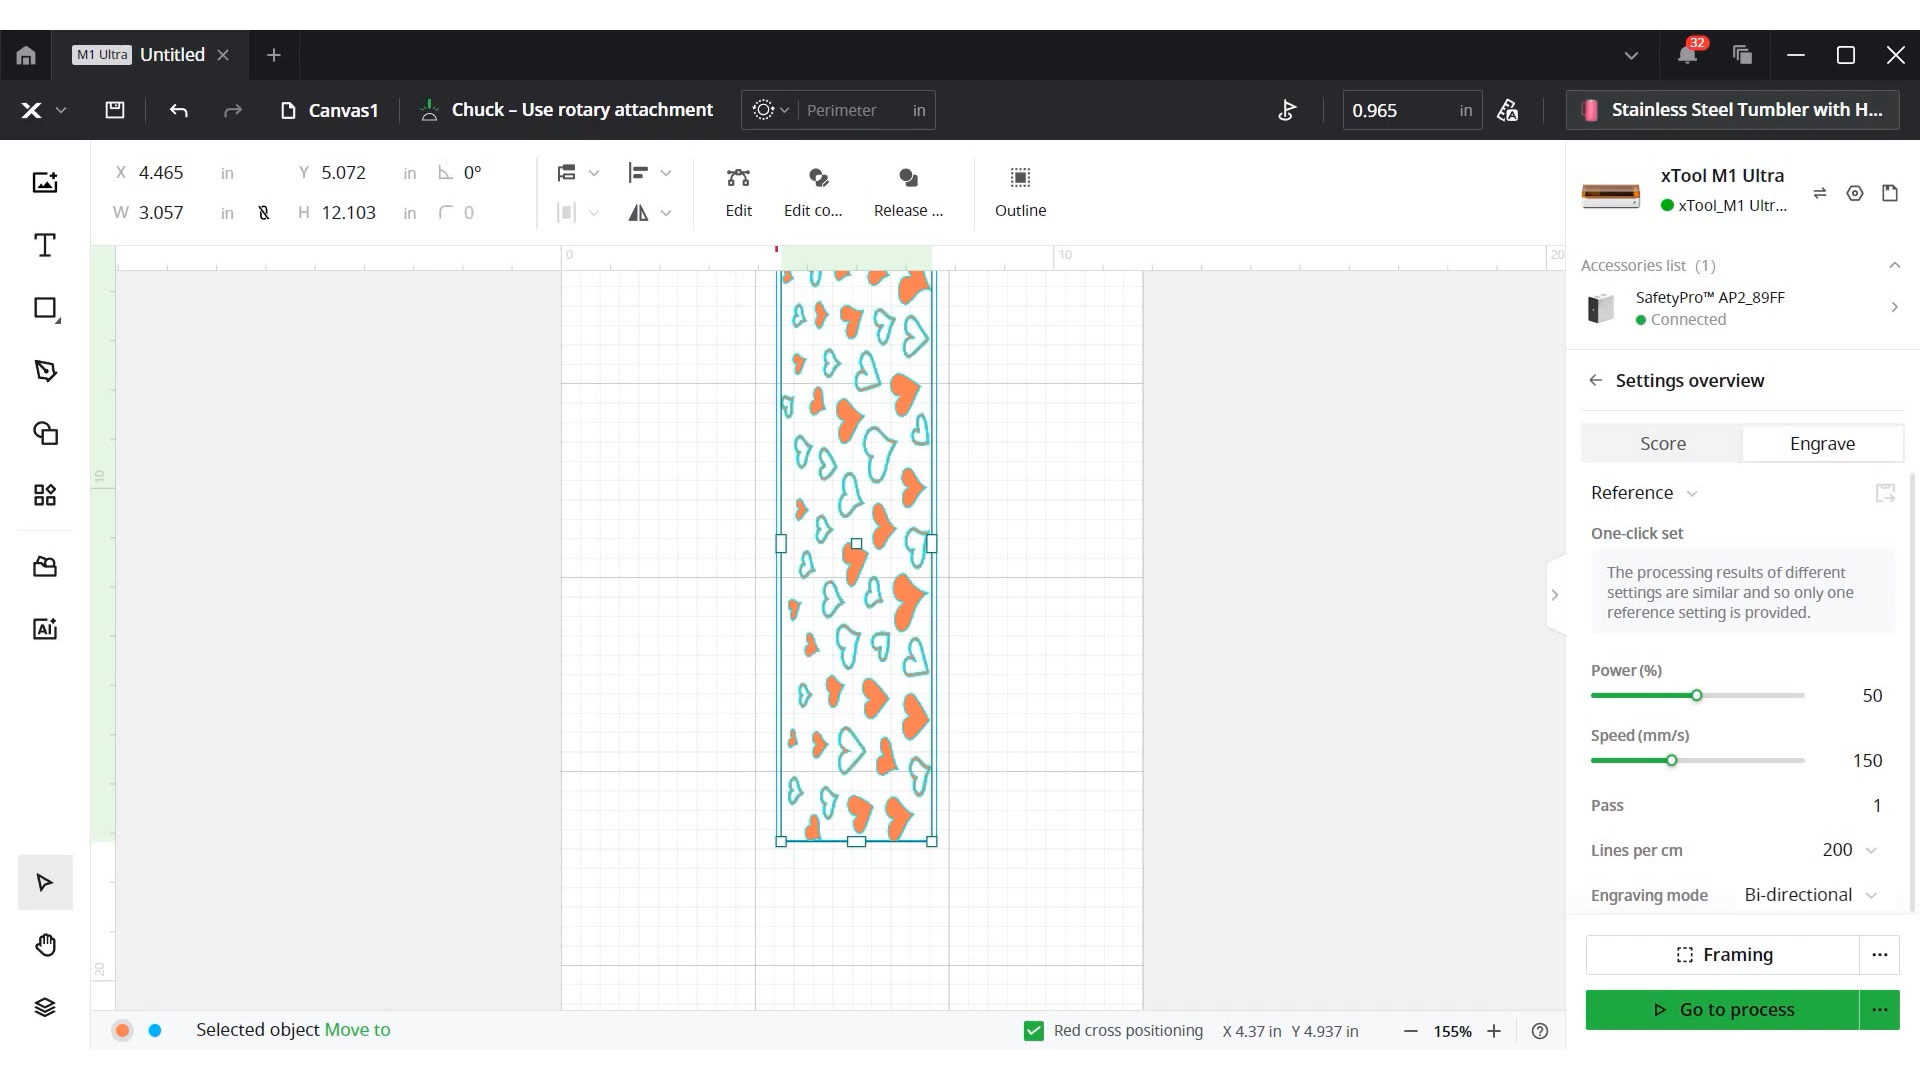 M1 Ultra Untitled
32
Canvas1 Chuck – Use rotary attachment Perimeter in 0.965 in Stainless Steel Tumbler with H...
X 4.465 in Y 5.072 in 0°
W 3.057 in H 12.103 in 0
Edit Edit co... Release ... Outline
xTool M1 Ultra
xTool_M1 Ultr...
0 10 20
10
20
Accessories list (1)
SafetyPro™ AP2_89FF
Connected
Settings overview
Score Engrave
Reference
One-click set
The processing results of different
settings are similar and so only one
reference setting is provided.
Power (%)
50
Speed (mm/s)
150
Pass 1
Lines per cm 200
Engraving mode Bi-directional
Framing
Go to process
Selected object Move to
Red cross positioning X 4.37 in Y 4.937 in 155%
AI